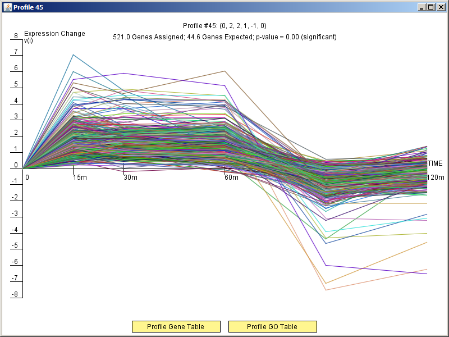 Profile 45
Profile #45: (0, 2, 2, 1, -1, 0)
521.0 Genes Assigned; 44.6 Genes Expected; p-value = 0.00 (significant)
Expression Change
v(i)
8
7
6
5
4
3
2
1
0
-1
-2
-3
-4
-5
-6
-7
-8
TIME
0 15m 30m 60m 120m
Profile Gene Table Profile GO Table